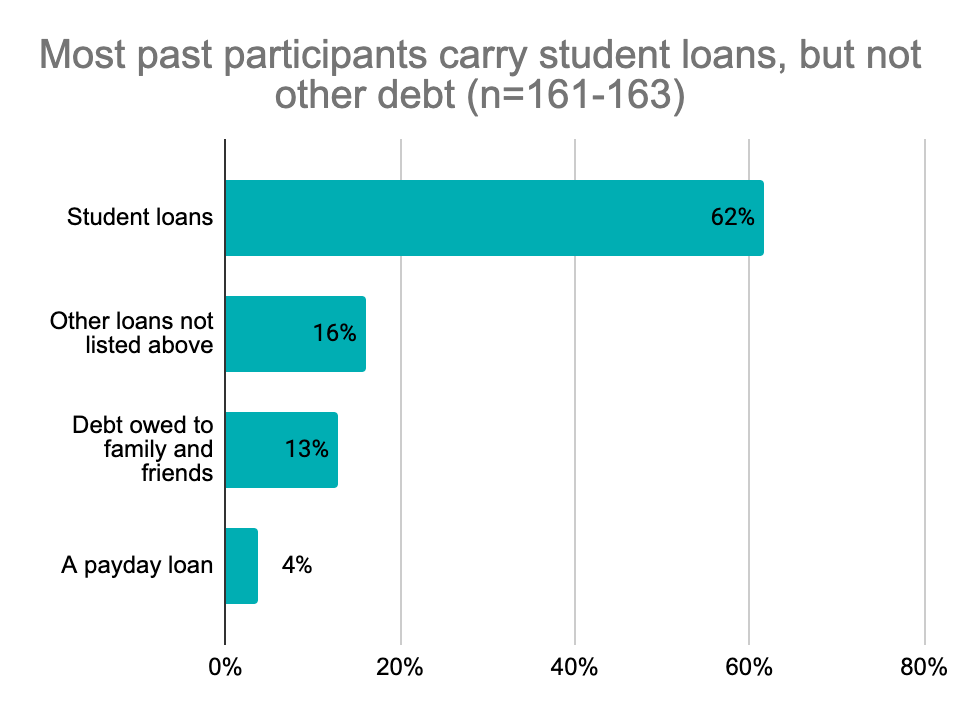 Most past participants carry student loans, but not
other debt (n=161-163)
Student loans
62%
Other loans not
listed above
16%
Debt owed to
family and
friends
13%
A payday loan
4%
0%
20%
40%
60%
80%